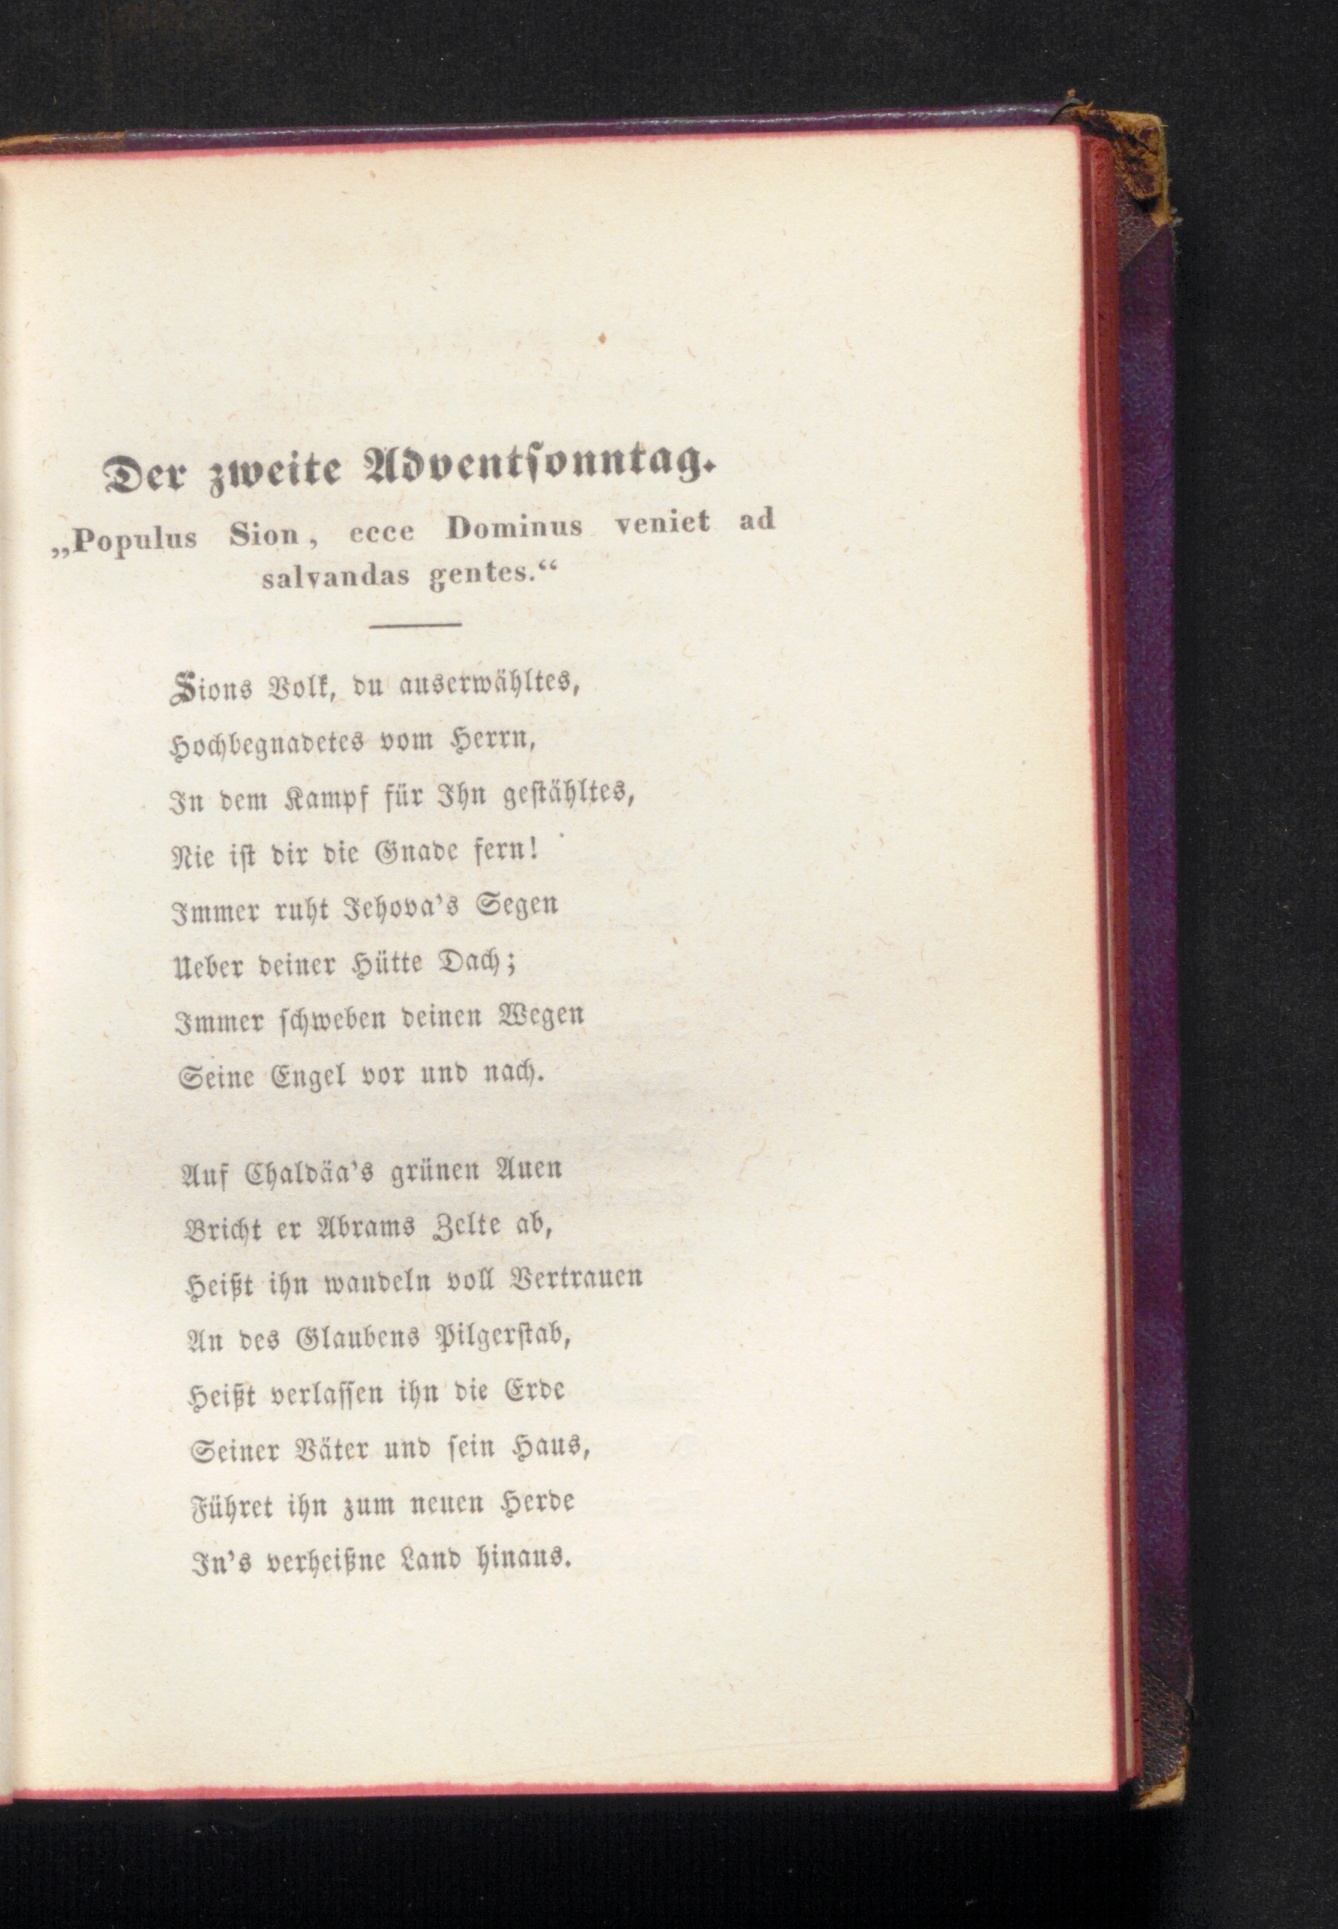 Der zweite Adventſonntag.
„Populus Sion, ecce Dominus veniet ad
salvandas gentes.“
Sions Volk, du auserwähltes,
Hochbegnadetes vom Herrn,
In dem Kampf für Ihn geſtähltes,
Nie iſt dir die Gnade fern!
Immer ruht Jehova's Segen
Ueber deiner Hütte Dach;
Immer ſchweben deinen Wegen
Seine Engel vor und nach.
Auf Chaldäa's grünen Auen
Bricht er Abrams Zelte ab,
Heißt ihn wandeln voll Vertrauen
An des Glaubens Pilgerſtab,
Heißt verlaſſen ihn die Erde
Seiner Väter und ſein Haus,
Führet ihn zum neuen Herde
In's verheißne Land hinaus.